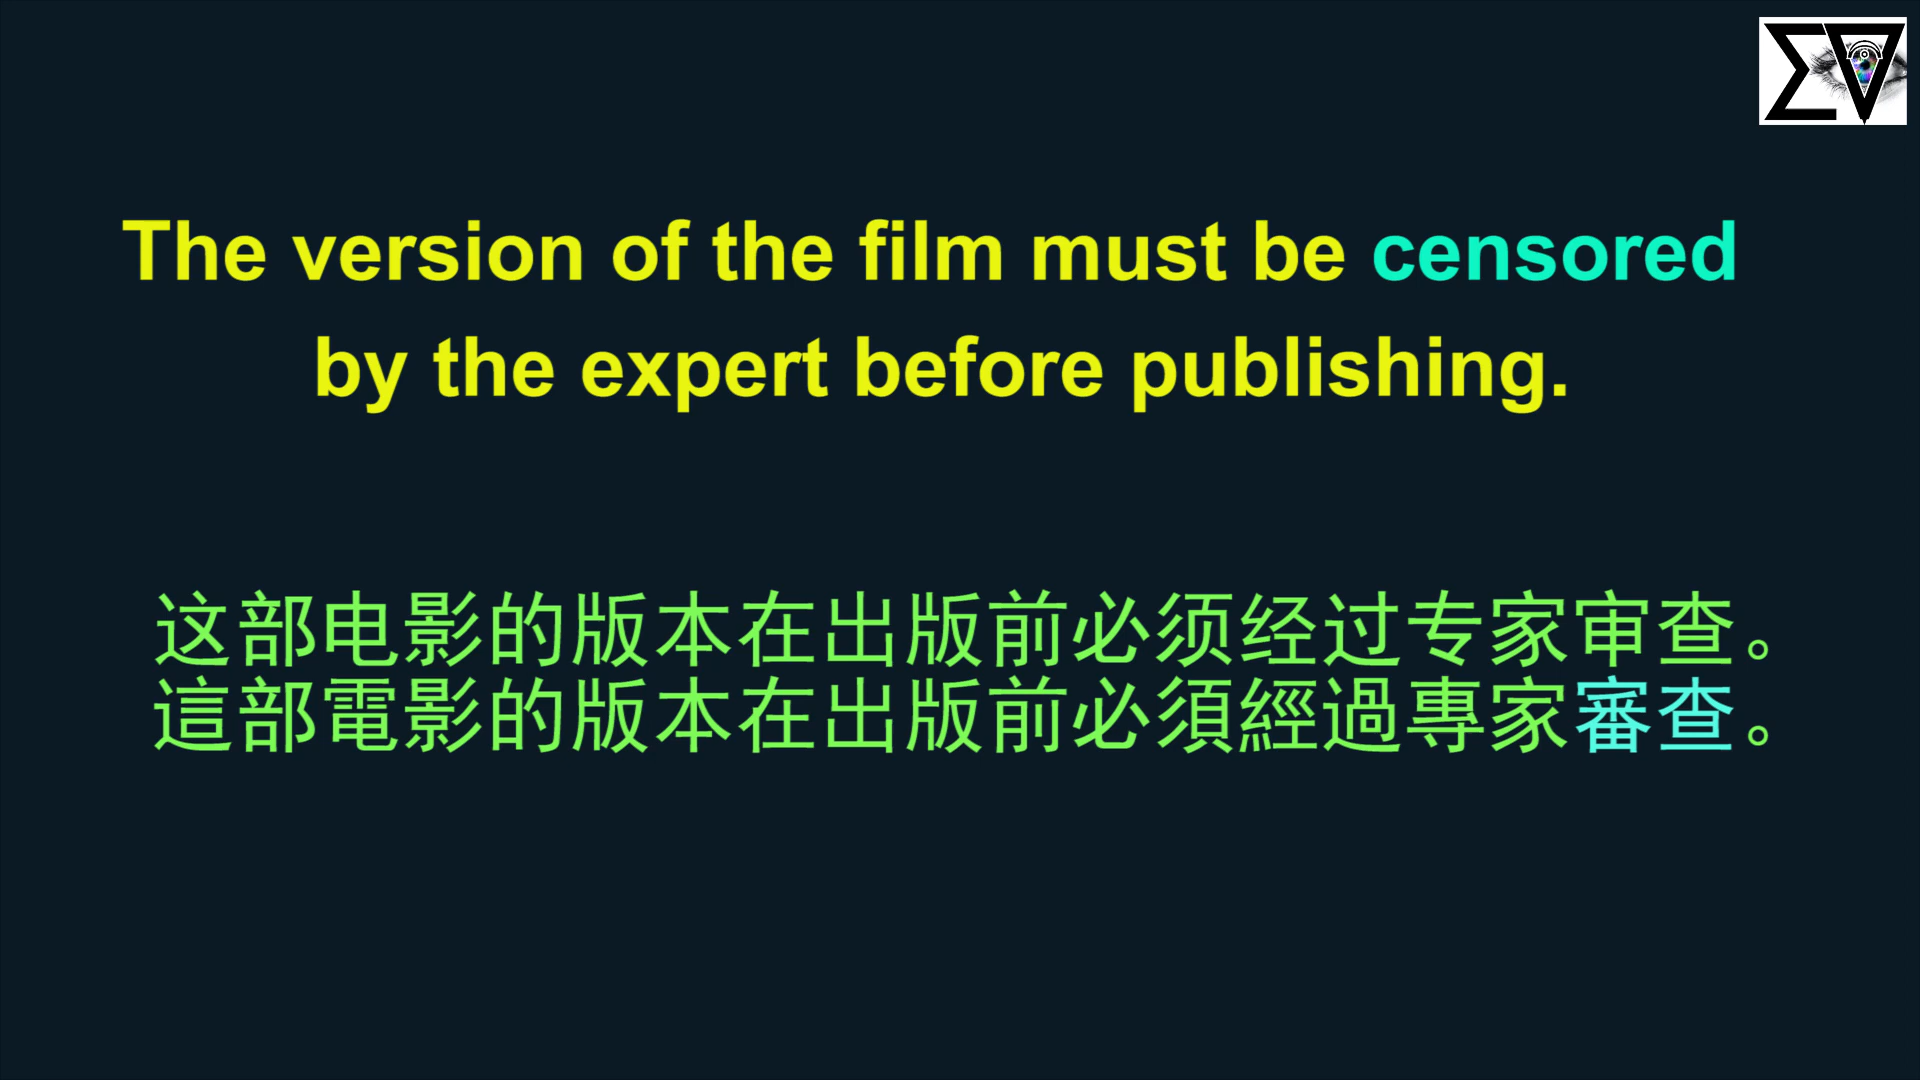 The version of the film must be censored
by the expert before publishing.
这部电影的版本在出版前必须经过专家审查。
這部電影的版本在出版前必須經過專家審查。